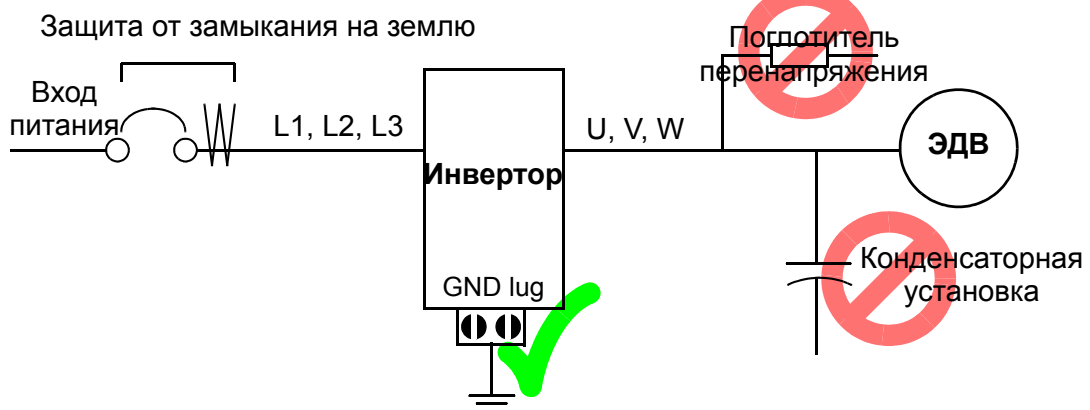 Защита от замыкания на землю
Поглотитель
перенапряжения
Вход
питания
L1, L2, L3
U, V, W
ЭДВ
Инвертор
Конденсаторная
установка
GND lug